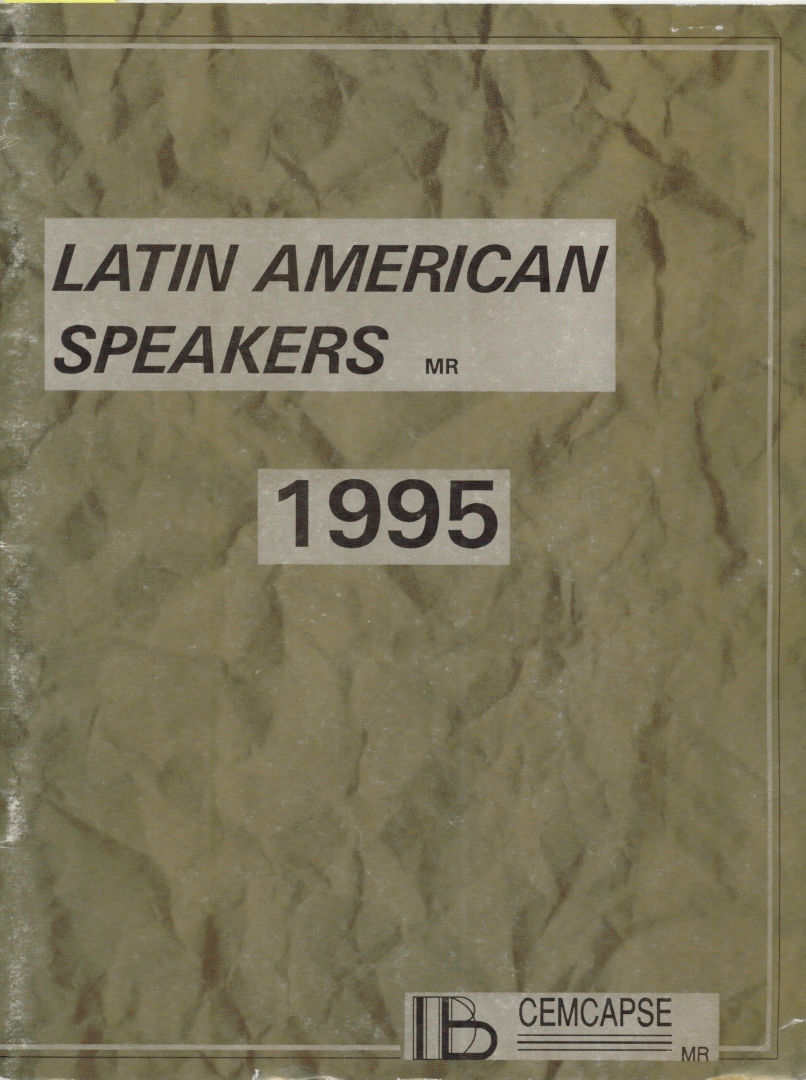 LATIN AMERICAN
SPEAKERS MR
1995
CEMCAPSE
MR